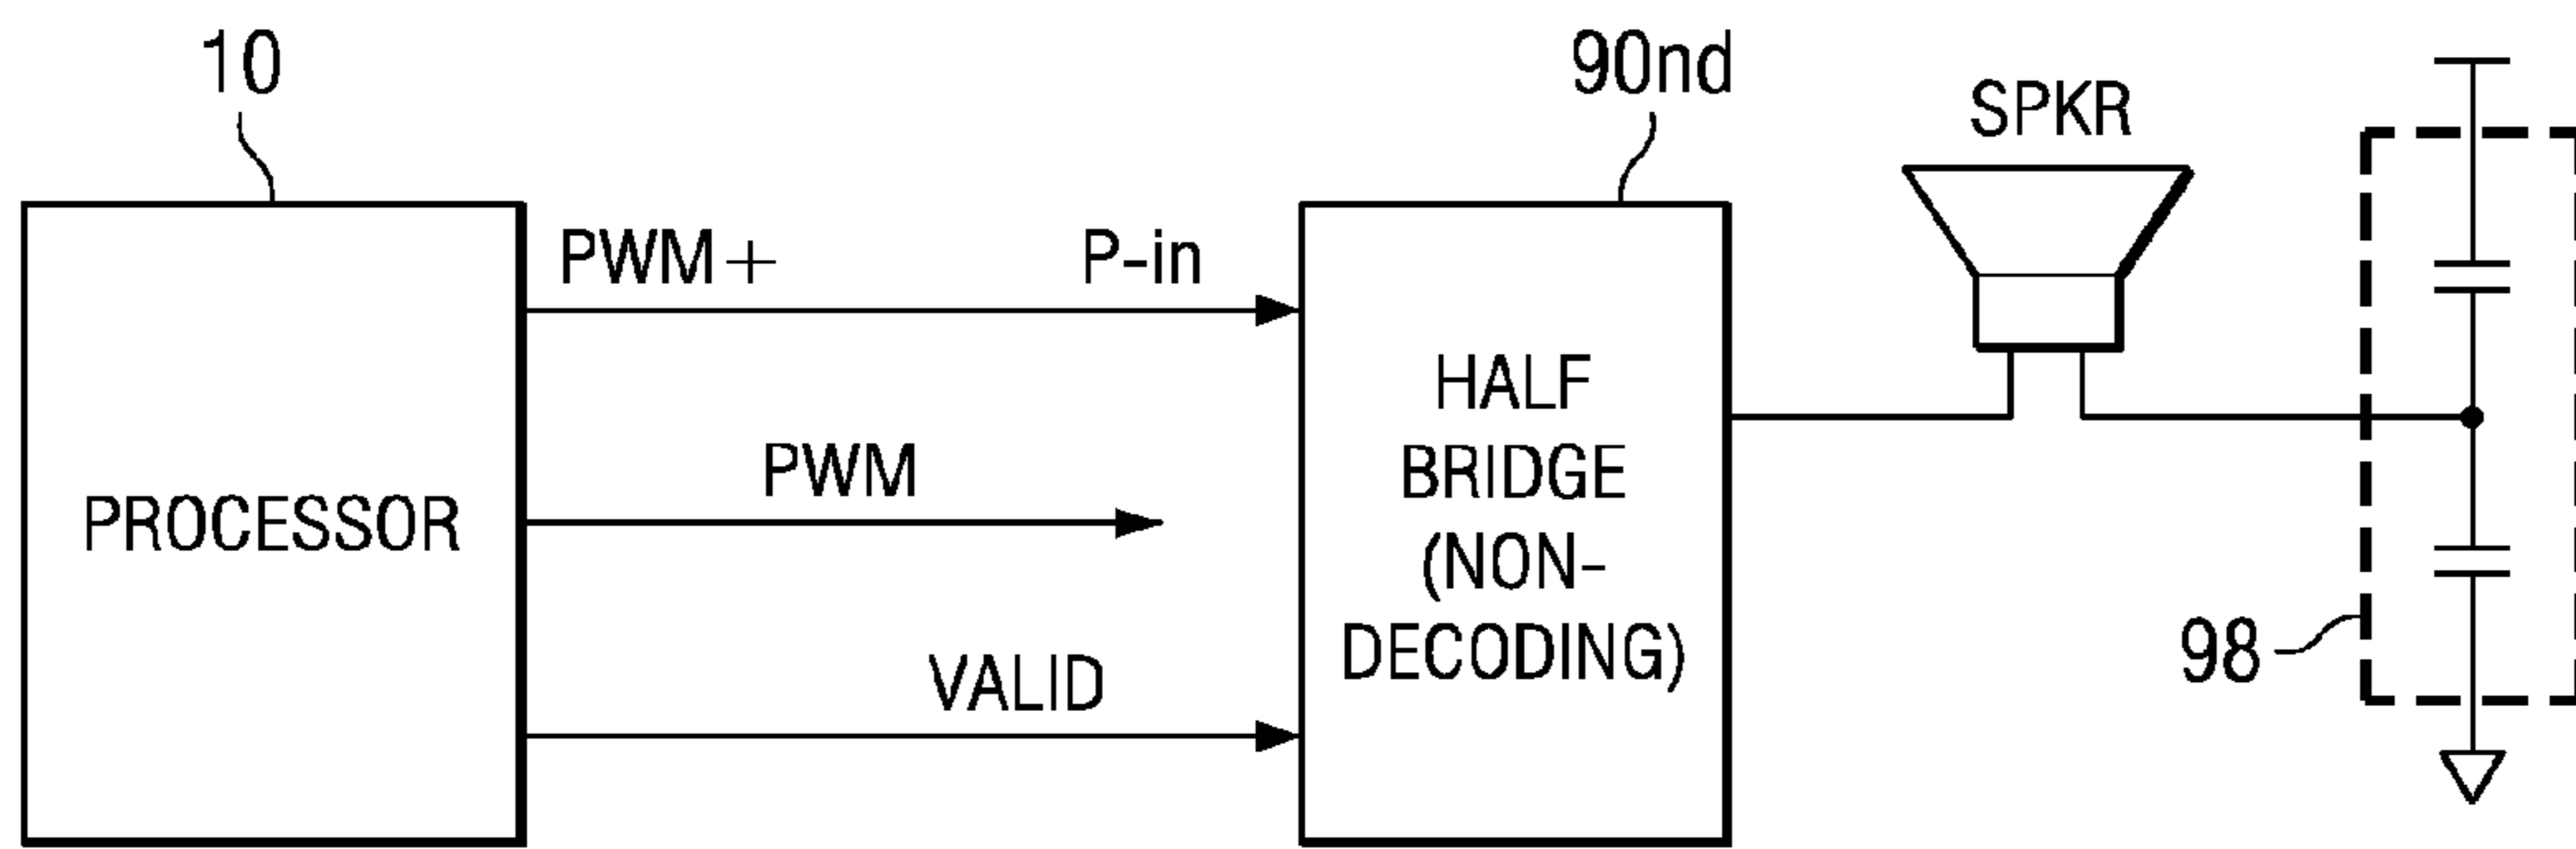 10
90nd
SPKR
PWM+
P-in
PWM
VALID
PROCESSOR
HALF
BRIDGE
(NON-
DECODING)
98